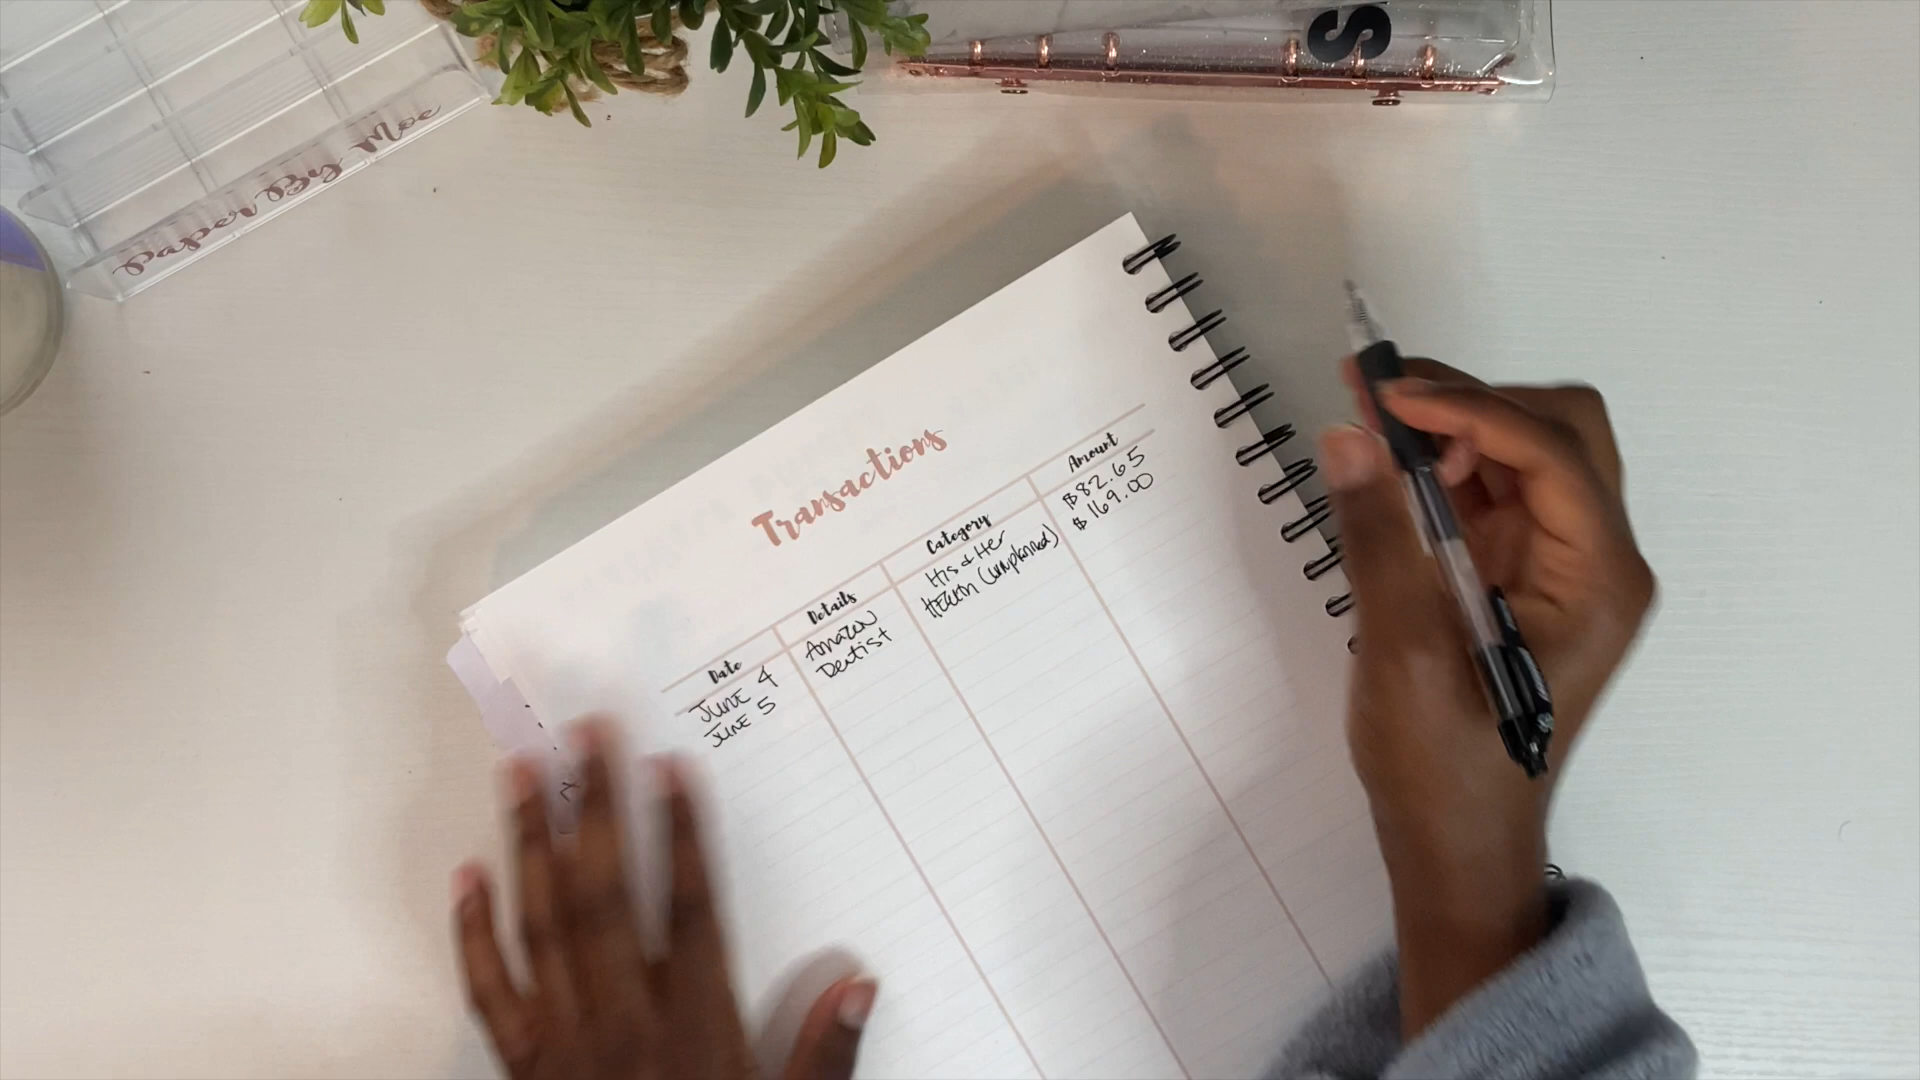 Paper By Moe
S
Transactions
Date Details Category Amount
JUNE 4 Amazon His & Her $82.65
JUNE 5 Dentist HEALTH (unplanned) $169.00